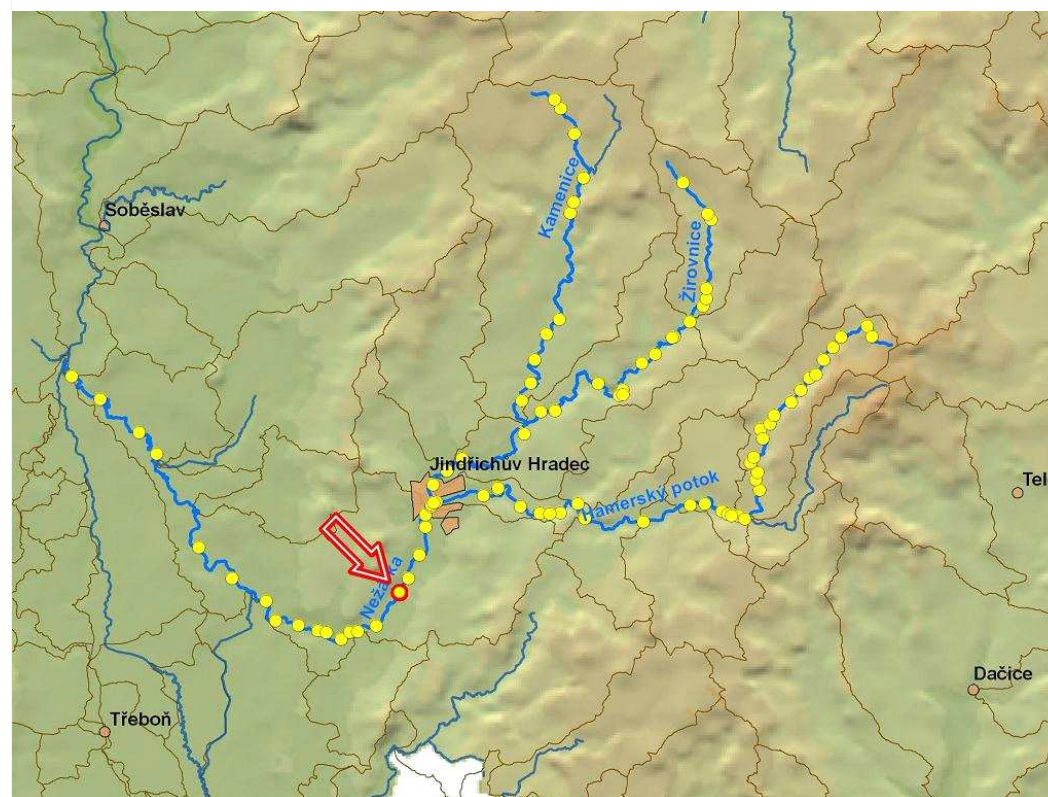 Kamenice
Soběslav
Žirovnice
Jindřichův Hradec
Tel
Hamerský potok
Nežárka
Dačice
Třeboň